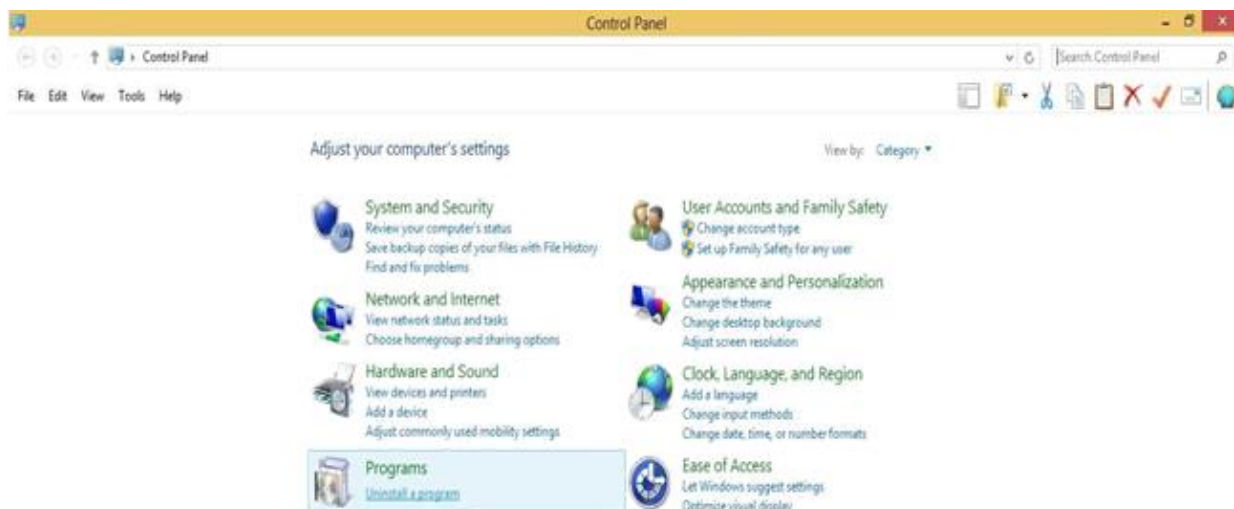 Control Panel
Control Panel
Search Control Panel
File Edit View Tools Help
Adjust your computer's settings
View by: Category
System and Security
Review your computer's status
Save backup copies of your files with File History
Find and fix problems
Network and Internet
View network status and tasks
Choose homegroup and sharing options
Hardware and Sound
View devices and printers
Add a device
Adjust commonly used mobility settings
Programs
Uninstall a program
User Accounts and Family Safety
Change account type
Set up Family Safety for any user
Appearance and Personalization
Change the theme
Change desktop background
Adjust screen resolution
Clock, Language, and Region
Add a language
Change input methods
Change date, time, or number formats
Ease of Access
Let Windows suggest settings
Optimize visual display